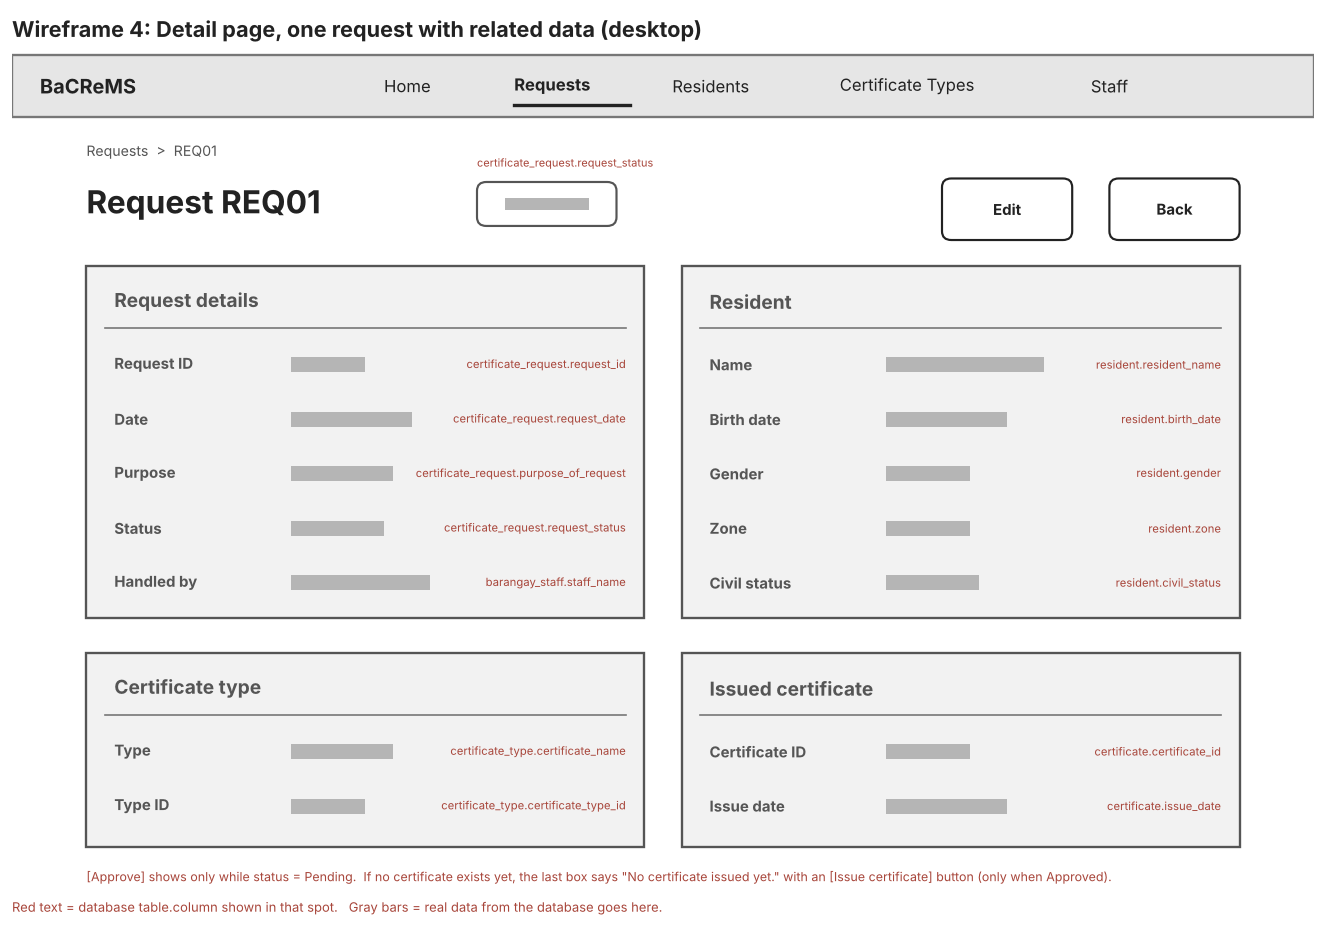 Wireframe 4: Detail page, one request with related data (desktop)
BaCReMS Home Requests Residents Certificate Types Staff
Requests > REQ01
certificate_request.request_status
Request REQ01
Edit Back
Request details
Request ID certificate_request.request_id
Date certificate_request.request_date
Purpose certificate_request.purpose_of_request
Status certificate_request.request_status
Handled by barangay_staff.staff_name
Resident
Name resident.resident_name
Birth date resident.birth_date
Gender resident.gender
Zone resident.zone
Civil status resident.civil_status
Certificate type
Type certificate_type.certificate_name
Type ID certificate_type.certificate_type_id
Issued certificate
Certificate ID certificate.certificate_id
Issue date certificate.issue_date
[Approve] shows only while status = Pending.  If no certificate exists yet, the last box says "No certificate issued yet." with an [Issue certificate] button (only when Approved).
Red text = database table.column shown in that spot.   Gray bars = real data from the database goes here.